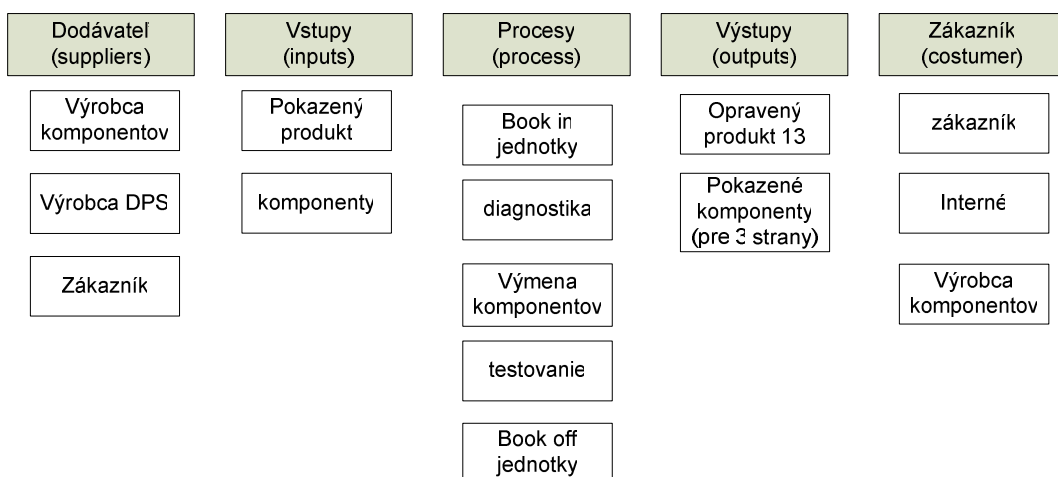 Dodávateľ
(suppliers)
Výrobca
komponentov
Výrobca DPS
Zákazník
Vstupy
(inputs)
Pokazený
produkt
komponenty
Procesy
(process)
Book in
jednotky
diagnostika
Výmena
komponentov
testovanie
Book off
jednotky
Výstupy
(outputs)
Opravený
produkt 13
Pokazené
komponenty
(pre 3 strany)
Zákazník
(costumer)
zákazník
Interné
Výrobca
komponentov